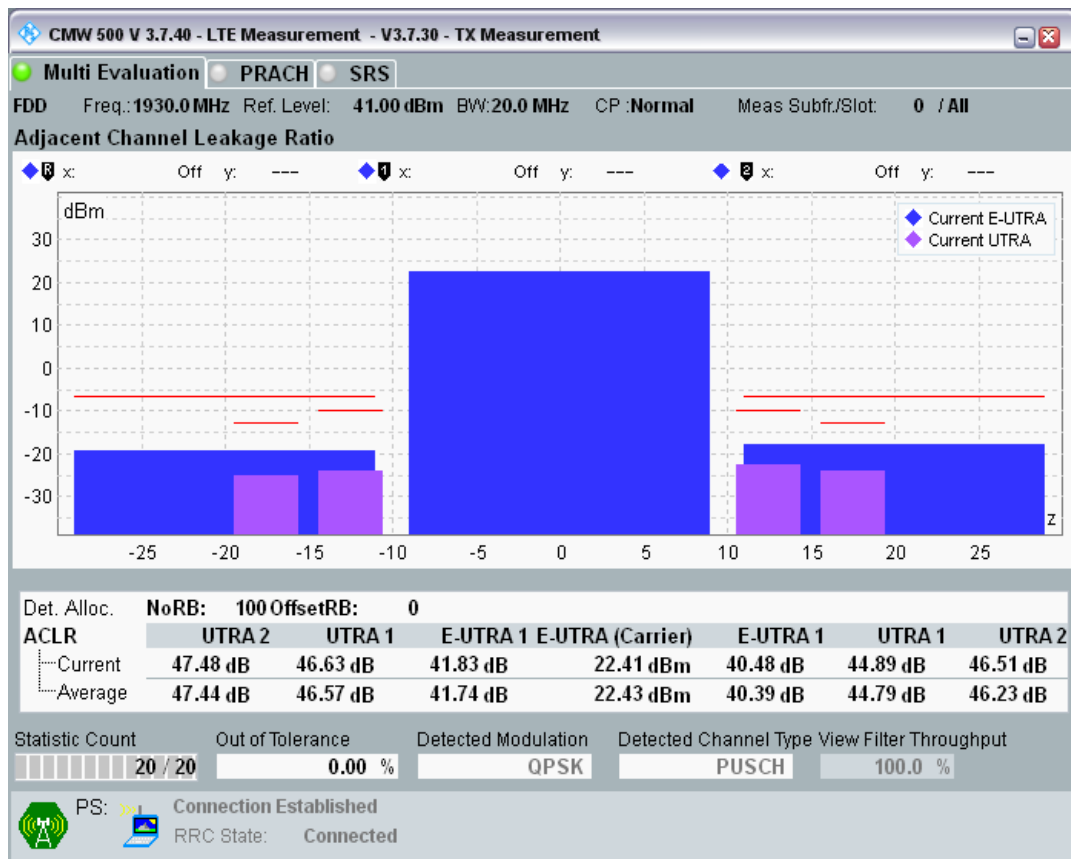 CMW 500 V 3.7.40 - LTE Measurement - V3.7.30 - TX Measurement
Multi Evaluation PRACH SRS
FDD Freq.:1930.0 MHz Ref. Level: 41.00 dBm BW:20.0 MHz CP :Normal Meas Subfr./Slot: 0 / All
Adjacent Channel Leakage Ratio
R x: Off y: --- 1 x: Off y: --- 2 x: Off y: ---
dBm
Current E-UTRA
Current UTRA
30
20
10
0
-10
-20
-30
z
-25 -20 -15 -10 -5 0 5 10 15 20 25
Det. Alloc. NoRB: 100 OffsetRB: 0
ACLR UTRA 2 UTRA 1 E-UTRA 1 E-UTRA (Carrier) E-UTRA 1 UTRA 1 UTRA 2
Current 47.48 dB 46.63 dB 41.83 dB 22.41 dBm 40.48 dB 44.89 dB 46.51 dB
Average 47.44 dB 46.57 dB 41.74 dB 22.43 dBm 40.39 dB 44.79 dB 46.23 dB
Statistic Count Out of Tolerance Detected Modulation Detected Channel Type View Filter Throughput
20 / 20 0.00 % QPSK PUSCH 100.0 %
PS: Connection Established
RRC State: Connected